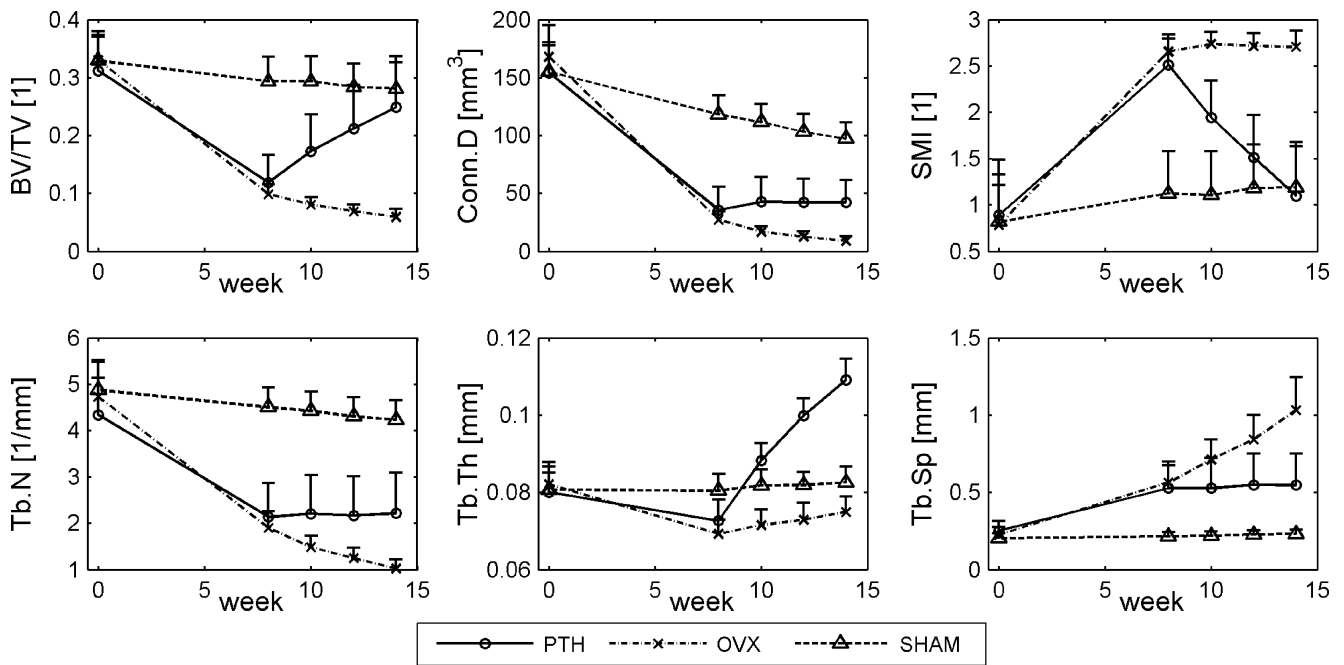 BV/TV [1]
0.4
0.3
0.2
0.1
0
0 5 10 15
week
Conn.D [mm³]
200
150
100
50
0
0 5 10 15
week
SMI [1]
3
2.5
2
1.5
1
0.5
0 5 10 15
week
Tb.N [1/mm]
6
5
4
3
2
1
0 5 10 15
week
Tb.Th [mm]
0.12
0.1
0.08
0.06
0 5 10 15
week
Tb.Sp [mm]
1.5
1
0.5
0
0 5 10 15
week
PTH OVX SHAM